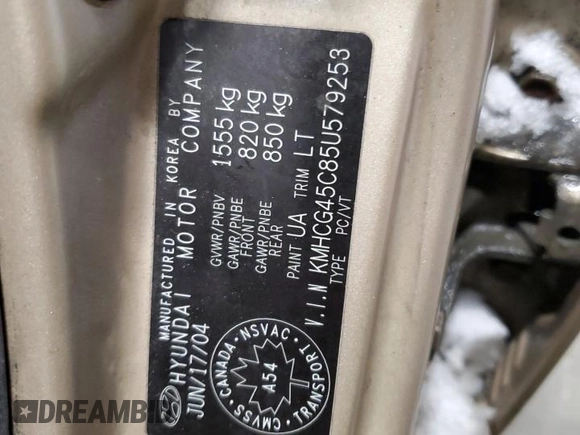 MANUFACTURED IN KOREA BY
HYUNDAI MOTOR COMPANY
JUN/17/04
GVWR/PNBV 1555 kg
GAWR/PNBE FRONT 820 kg
GAWR/PNBE REAR 850 kg
PAINT UA TRIM LT
V.I.N KMHCG45C85U579253
TYPE PC/VT
CANADA · NSVAC · TRANSPORT · CMVSS
A54
DREAMBI